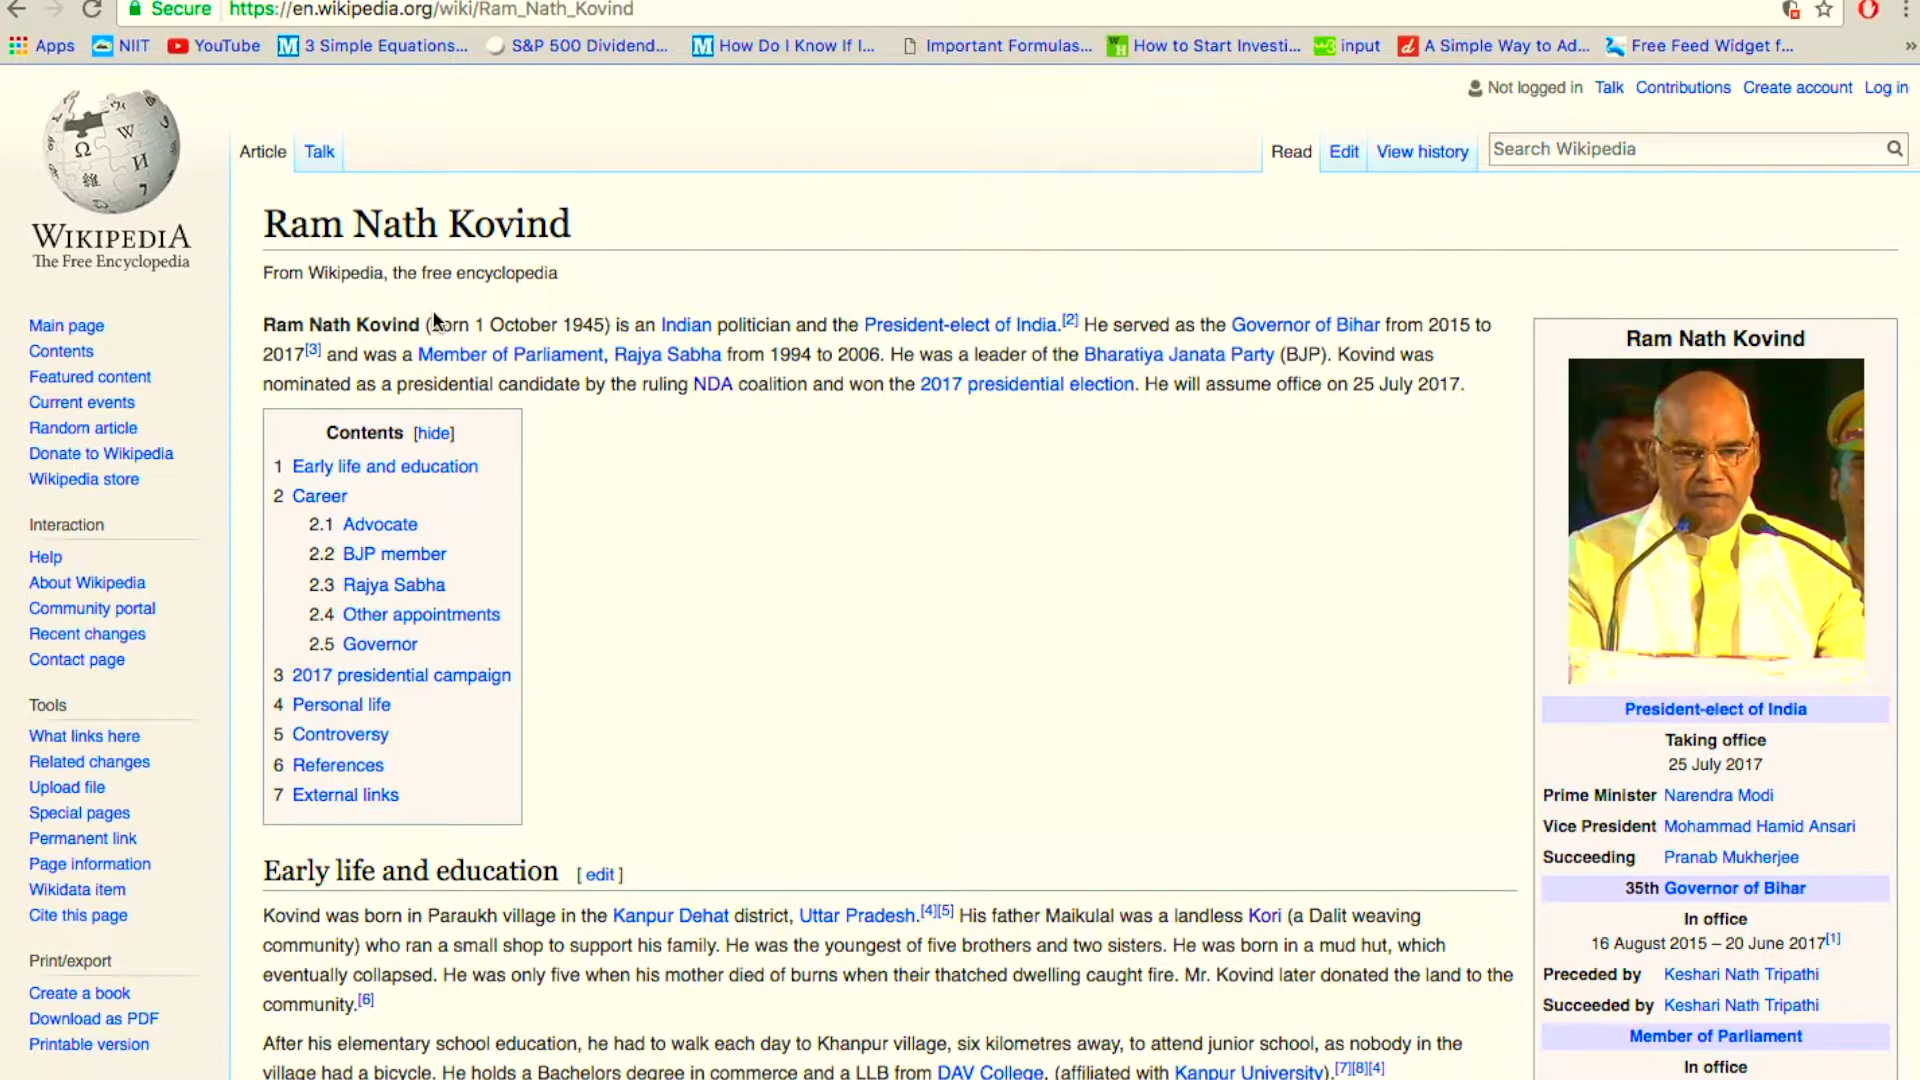 Secure https://en.wikipedia.org/wiki/Ram_Nath_Kovind
Apps NIIT YouTube 3 Simple Equations... S&P 500 Dividend... How Do I Know If I... Important Formulas... How to Start Investi... input A Simple Way to Ad... Free Feed Widget f... »
Not logged in Talk Contributions Create account Log in
Article Talk Read Edit View history Search Wikipedia
WIKIPEDIA
The Free Encyclopedia
Main page
Contents
Featured content
Current events
Random article
Donate to Wikipedia
Wikipedia store
Interaction
Help
About Wikipedia
Community portal
Recent changes
Contact page
Tools
What links here
Related changes
Upload file
Special pages
Permanent link
Page information
Wikidata item
Cite this page
Print/export
Create a book
Download as PDF
Printable version
Ram Nath Kovind
From Wikipedia, the free encyclopedia
Ram Nath Kovind (born 1 October 1945) is an Indian politician and the President-elect of India.[2] He served as the Governor of Bihar from 2015 to
2017[3] and was a Member of Parliament, Rajya Sabha from 1994 to 2006. He was a leader of the Bharatiya Janata Party (BJP). Kovind was
nominated as a presidential candidate by the ruling NDA coalition and won the 2017 presidential election. He will assume office on 25 July 2017.
Contents [hide]
1 Early life and education
2 Career
2.1 Advocate
2.2 BJP member
2.3 Rajya Sabha
2.4 Other appointments
2.5 Governor
3 2017 presidential campaign
4 Personal life
5 Controversy
6 References
7 External links
Early life and education [ edit ]
Kovind was born in Paraukh village in the Kanpur Dehat district, Uttar Pradesh.[4][5] His father Maikulal was a landless Kori (a Dalit weaving
community) who ran a small shop to support his family. He was the youngest of five brothers and two sisters. He was born in a mud hut, which
eventually collapsed. He was only five when his mother died of burns when their thatched dwelling caught fire. Mr. Kovind later donated the land to the
community.[6]
After his elementary school education, he had to walk each day to Khanpur village, six kilometres away, to attend junior school, as nobody in the
village had a bicycle. He holds a Bachelors degree in commerce and a LLB from DAV College, (affiliated with Kanpur University).[7][8][4]
Ram Nath Kovind
President-elect of India
Taking office
25 July 2017
Prime Minister Narendra Modi
Vice President Mohammad Hamid Ansari
Succeeding Pranab Mukherjee
35th Governor of Bihar
In office
16 August 2015 – 20 June 2017[1]
Preceded by Keshari Nath Tripathi
Succeeded by Keshari Nath Tripathi
Member of Parliament
In office